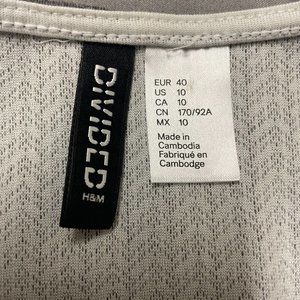 DIVIDED
H&M
EUR 40
US 10
CA 10
CN 170/92A
MX 10
Made in
Cambodia
Fabriqué en
Cambodge